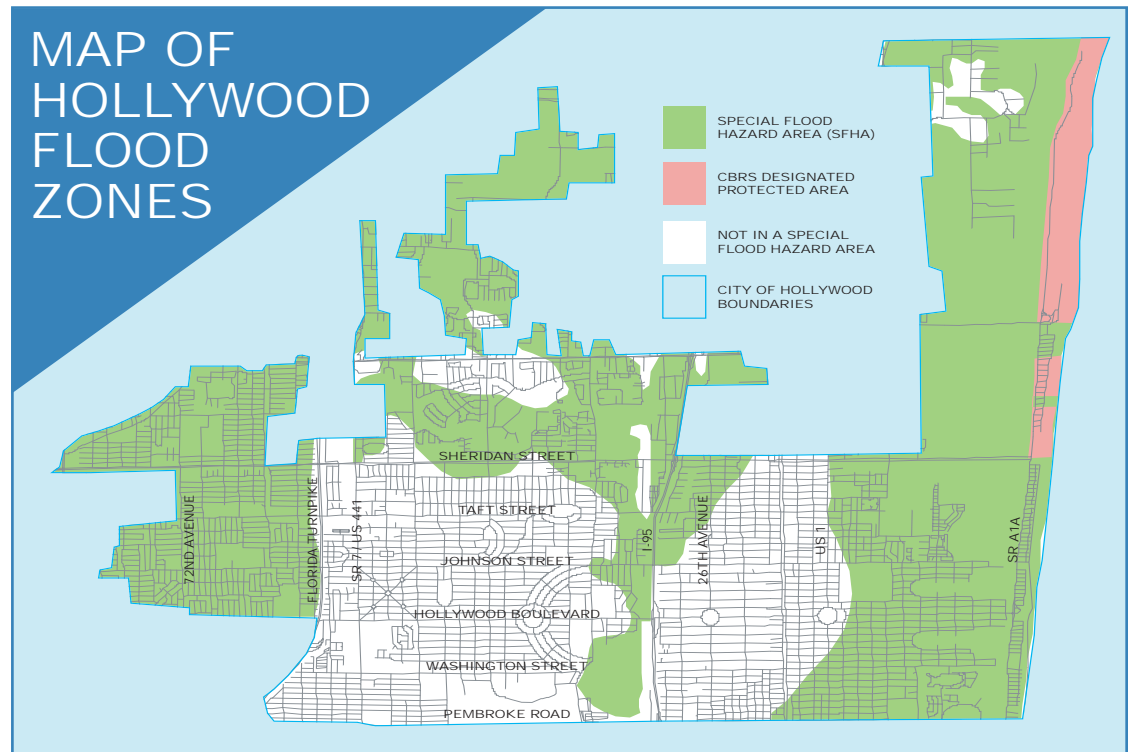 MAP OF
HOLLYWOOD
FLOOD
ZONES
SPECIAL FLOOD
HAZARD AREA (SFHA)
CBRS DESIGNATED
PROTECTED AREA
NOT IN A SPECIAL
FLOOD HAZARD AREA
CITY OF HOLLYWOOD
BOUNDARIES
SHERIDAN STREET
TAFT STREET
JOHNSON STREET
HOLLYWOOD BOULEVARD
WASHINGTON STREET
PEMBROKE ROAD
72ND AVENUE
FLORIDA TURNPIKE
SR 7 / US 441
I-95
26TH AVENUE
US 1
SR A1A